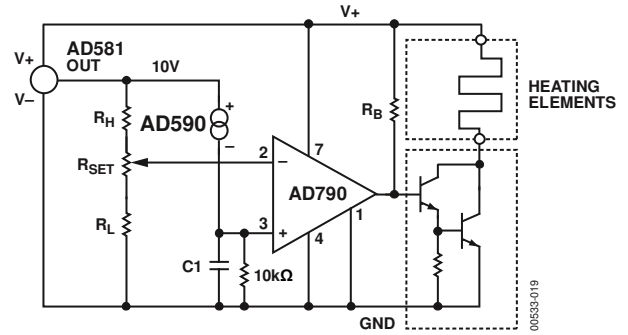 V+
AD581
OUT
10V
V+
V–
RH
AD590
+
–
RSET
RL
2
–
7
AD790
3
+
4
1
C1
10kΩ
RB
HEATING
ELEMENTS
GND
00533-019